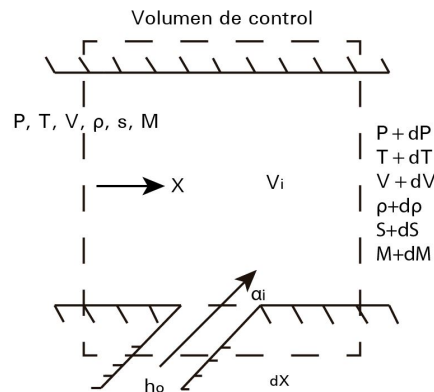 Volumen de control
P, T, V, ρ, s, M
P + dP
T + dT
V + dV
ρ+dρ
S+dS
M+dM
X
Vi
αi
ho
dX